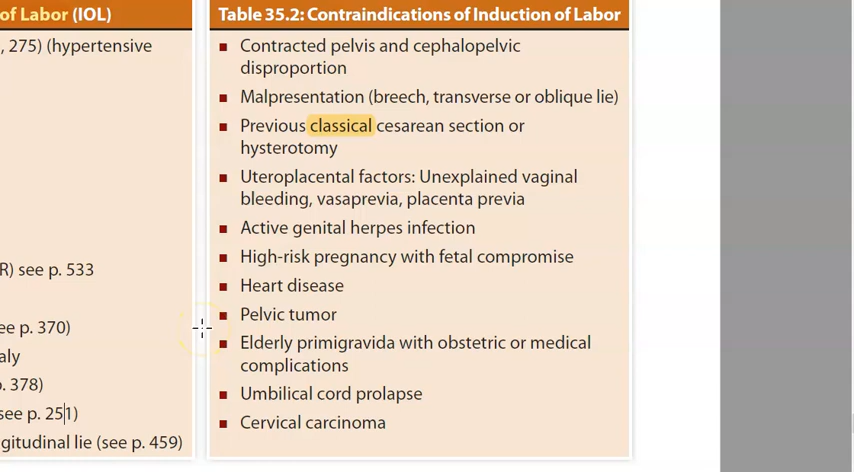 of Labor (IOL)
, 275) (hypertensive
R) see p. 533
ee p. 370)
aly
p. 378)
see p. 251)
gitudinal lie (see p. 459)
Table 35.2: Contraindications of Induction of Labor
Contracted pelvis and cephalopelvic
disproportion
Malpresentation (breech, transverse or oblique lie)
Previous classical cesarean section or
hysterotomy
Uteroplacental factors: Unexplained vaginal
bleeding, vasaprevia, placenta previa
Active genital herpes infection
High-risk pregnancy with fetal compromise
Heart disease
Pelvic tumor
Elderly primigravida with obstetric or medical
complications
Umbilical cord prolapse
Cervical carcinoma